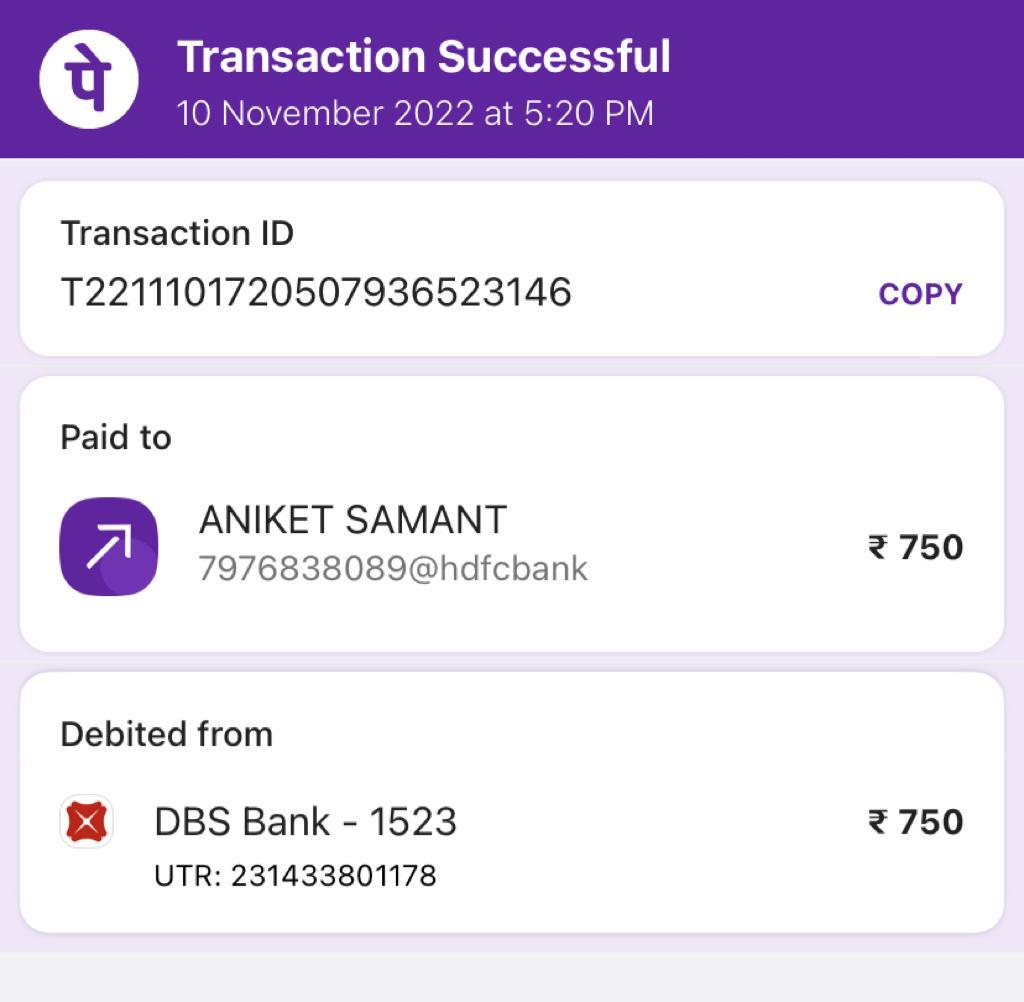 पे
Transaction Successful
10 November 2022 at 5:20 PM
Transaction ID
T2211101720507936523146
COPY
Paid to
ANIKET SAMANT
7976838089@hdfcbank
₹ 750
Debited from
DBS Bank - 1523
₹ 750
UTR: 231433801178